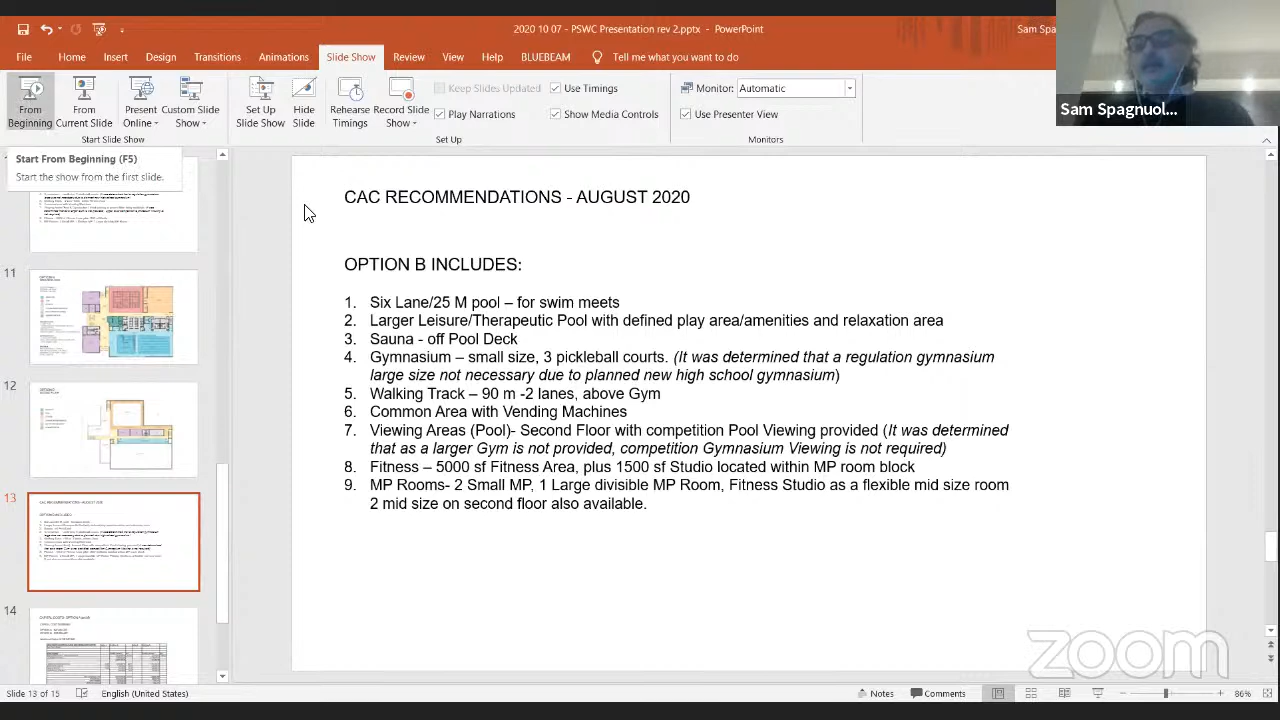 2020 10 07 - PSWC Presentation rev 2.pptx - PowerPoint
Sam Spa
File Home Insert Design Transitions Animations Slide Show Review View Help BLUEBEAM Tell me what you want to do
From Beginning
From Current Slide
Present Online
Custom Slide Show
Set Up Slide Show
Hide Slide
Rehearse Timings
Record Slide Show
Keep Slides Updated
Play Narrations
Use Timings
Show Media Controls
Monitor: Automatic
Use Presenter View
Start Slide Show
Set Up
Monitors
Sam Spagnuol...
Start From Beginning (F5)
Start the show from the first slide.
11
12
13
14
CAC RECOMMENDATIONS - AUGUST 2020
OPTION B INCLUDES:
1. Six Lane/25 M pool – for swim meets
2. Larger Leisure/Therapeutic Pool with defined play area/amenities and relaxation area
3. Sauna - off Pool Deck
4. Gymnasium – small size, 3 pickleball courts. (It was determined that a regulation gymnasium
large size not necessary due to planned new high school gymnasium)
5. Walking Track – 90 m -2 lanes, above Gym
6. Common Area with Vending Machines
7. Viewing Areas (Pool)- Second Floor with competition Pool Viewing provided (It was determined
that as a larger Gym is not provided, competition Gymnasium Viewing is not required)
8. Fitness – 5000 sf Fitness Area, plus 1500 sf Studio located within MP room block
9. MP Rooms- 2 Small MP, 1 Large divisible MP Room, Fitness Studio as a flexible mid size room
2 mid size on second floor also available.
zoom
Slide 13 of 15 English (United States)
Notes Comments 86%